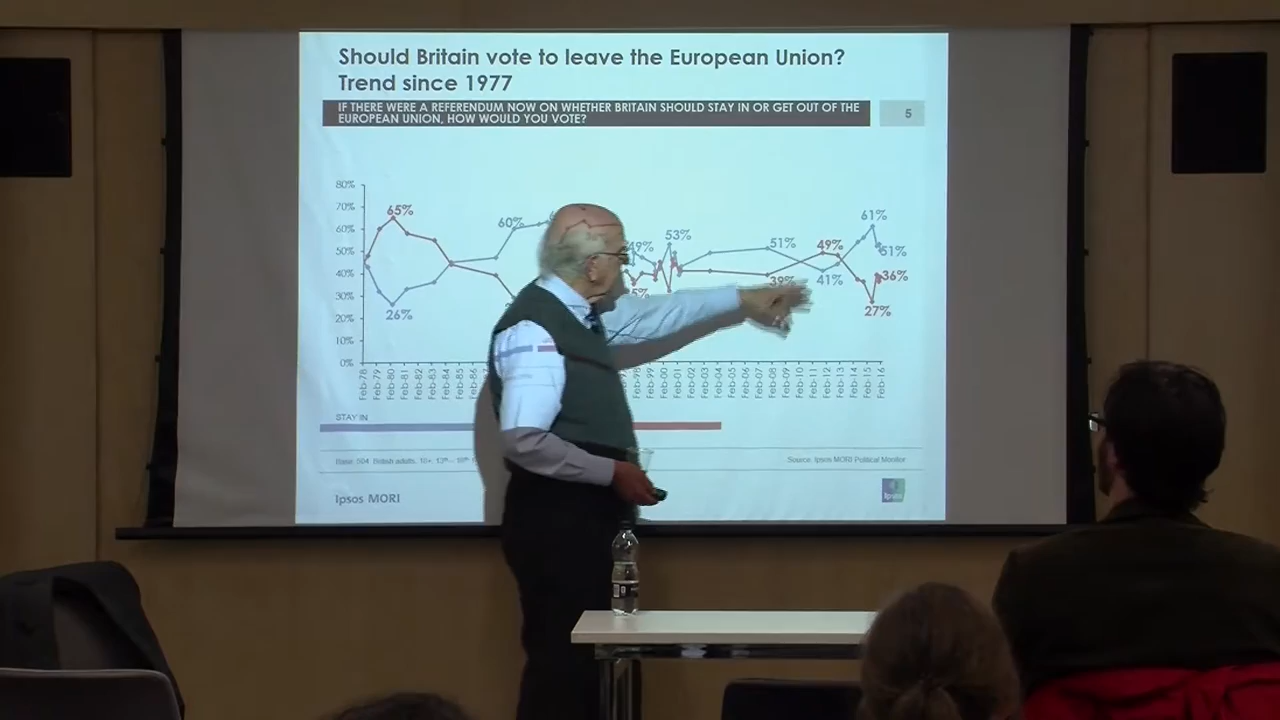 Should Britain vote to leave the European Union?
Trend since 1977
IF THERE WERE A REFERENDUM NOW ON WHETHER BRITAIN SHOULD STAY IN OR GET OUT OF THE
EUROPEAN UNION, HOW WOULD YOU VOTE?
5
80%
70%
60%
50%
40%
30%
20%
10%
0%
65%
26%
60%
49%
53%
51%
39%
49%
41%
61%
51%
36%
27%
Feb-78 Feb-79 Feb-80 Feb-81 Feb-82 Feb-83 Feb-84 Feb-85 Feb-86 Feb-99 Feb-00 Feb-01 Feb-02 Feb-03 Feb-04 Feb-05 Feb-06 Feb-07 Feb-08 Feb-09 Feb-10 Feb-11 Feb-12 Feb-13 Feb-14 Feb-15 Feb-16
STAY IN
British adults, 18+,
Source: Ipsos MORI Political Monitor
Ipsos MORI
Ipsos